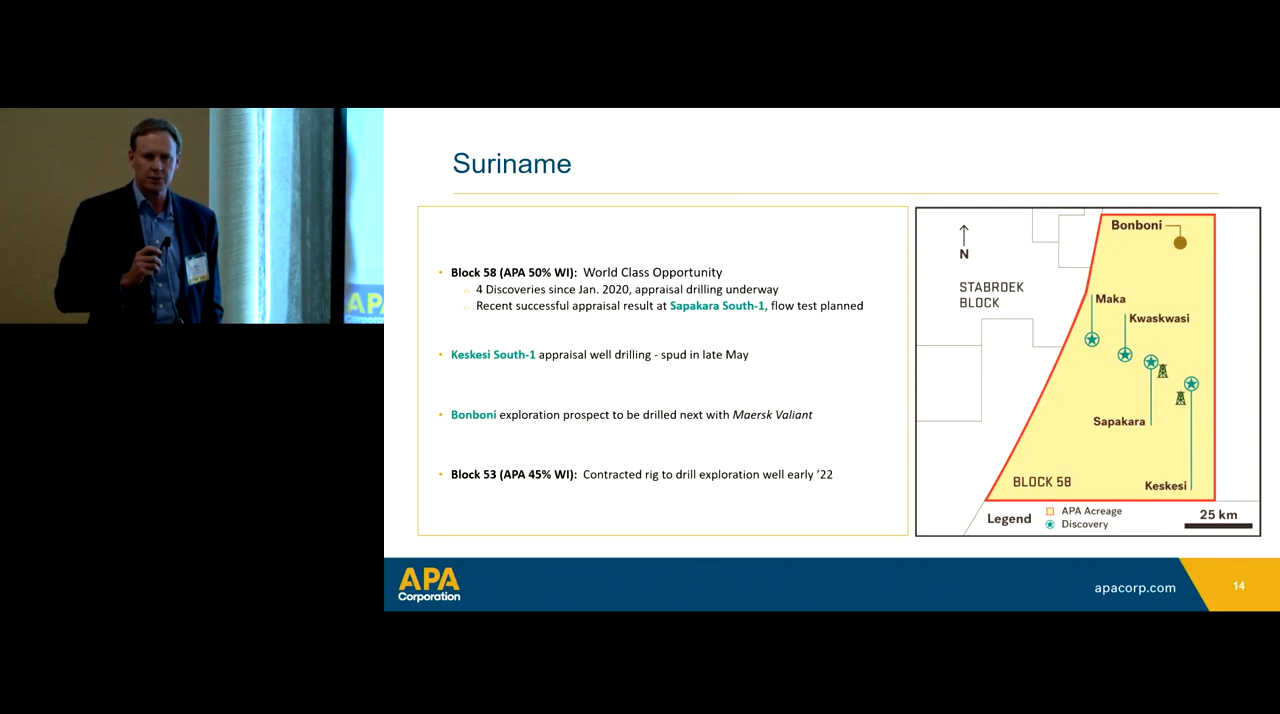 Suriname
• Block 58 (APA 50% WI): World Class Opportunity
○ 4 Discoveries since Jan. 2020, appraisal drilling underway
○ Recent successful appraisal result at Sapakara South-1, flow test planned
• Keskesi South-1 appraisal well drilling - spud in late May
• Bonboni exploration prospect to be drilled next with Maersk Valiant
• Block 53 (APA 45% WI): Contracted rig to drill exploration well early ’22
Bonboni
N
STABROEK
BLOCK
Maka
Kwaskwasi
Sapakara
BLOCK 58
Keskesi
Legend
APA Acreage
Discovery
25 km
APA
Corporation
apacorp.com
14